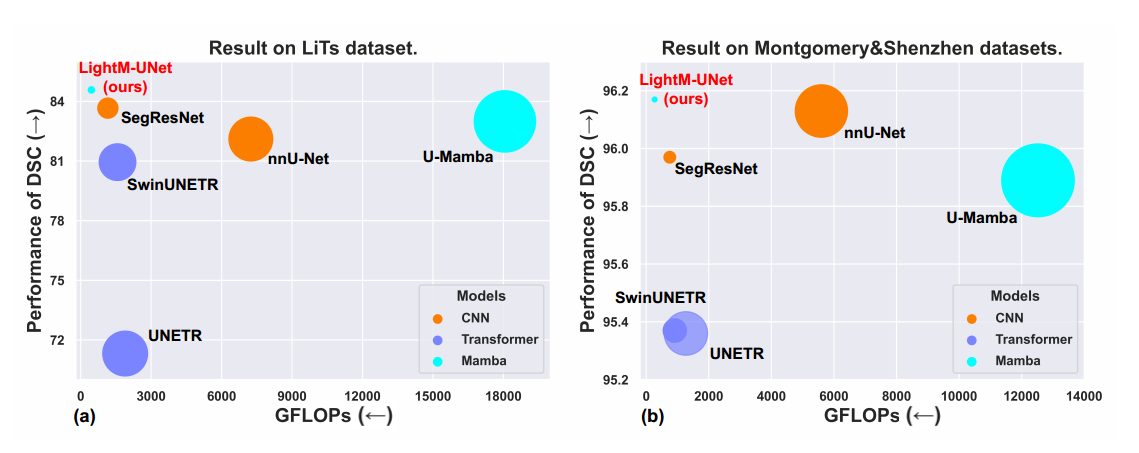 Result on LiTs dataset.
Performance of DSC (→)
84
81
78
75
72
LightM-UNet
(ours)
SegResNet
SwinUNETR
nnU-Net
U-Mamba
UNETR
Models
CNN
Transformer
Mamba
0 3000 6000 9000 12000 15000 18000
(a)
GFLOPs (←)
Result on Montgomery&Shenzhen datasets.
Performance of DSC (→)
96.2
96.0
95.8
95.6
95.4
95.2
LightM-UNet
(ours)
nnU-Net
SegResNet
U-Mamba
SwinUNETR
UNETR
Models
CNN
Transformer
Mamba
0 2000 4000 6000 8000 10000 12000 14000
(b)
GFLOPs (←)